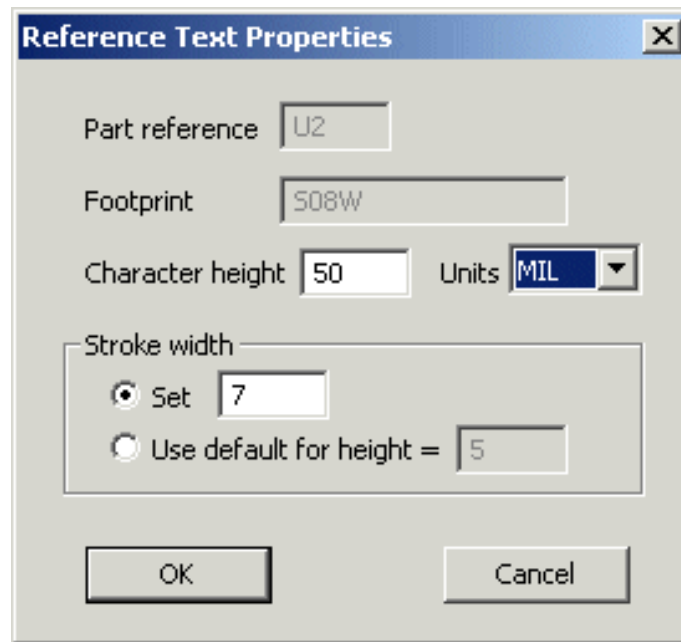 Reference Text Properties
Part reference U2
Footprint SO8W
Character height 50 Units MIL
Stroke width
Set 7
Use default for height = 5
OK Cancel